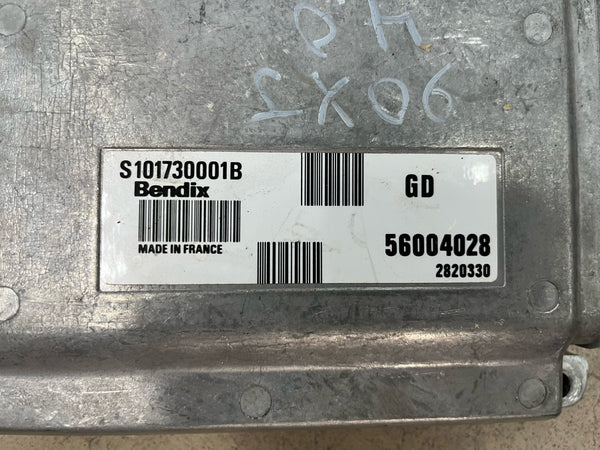 S101730001B
Bendix
MADE IN FRANCE
GD
56004028
2820330